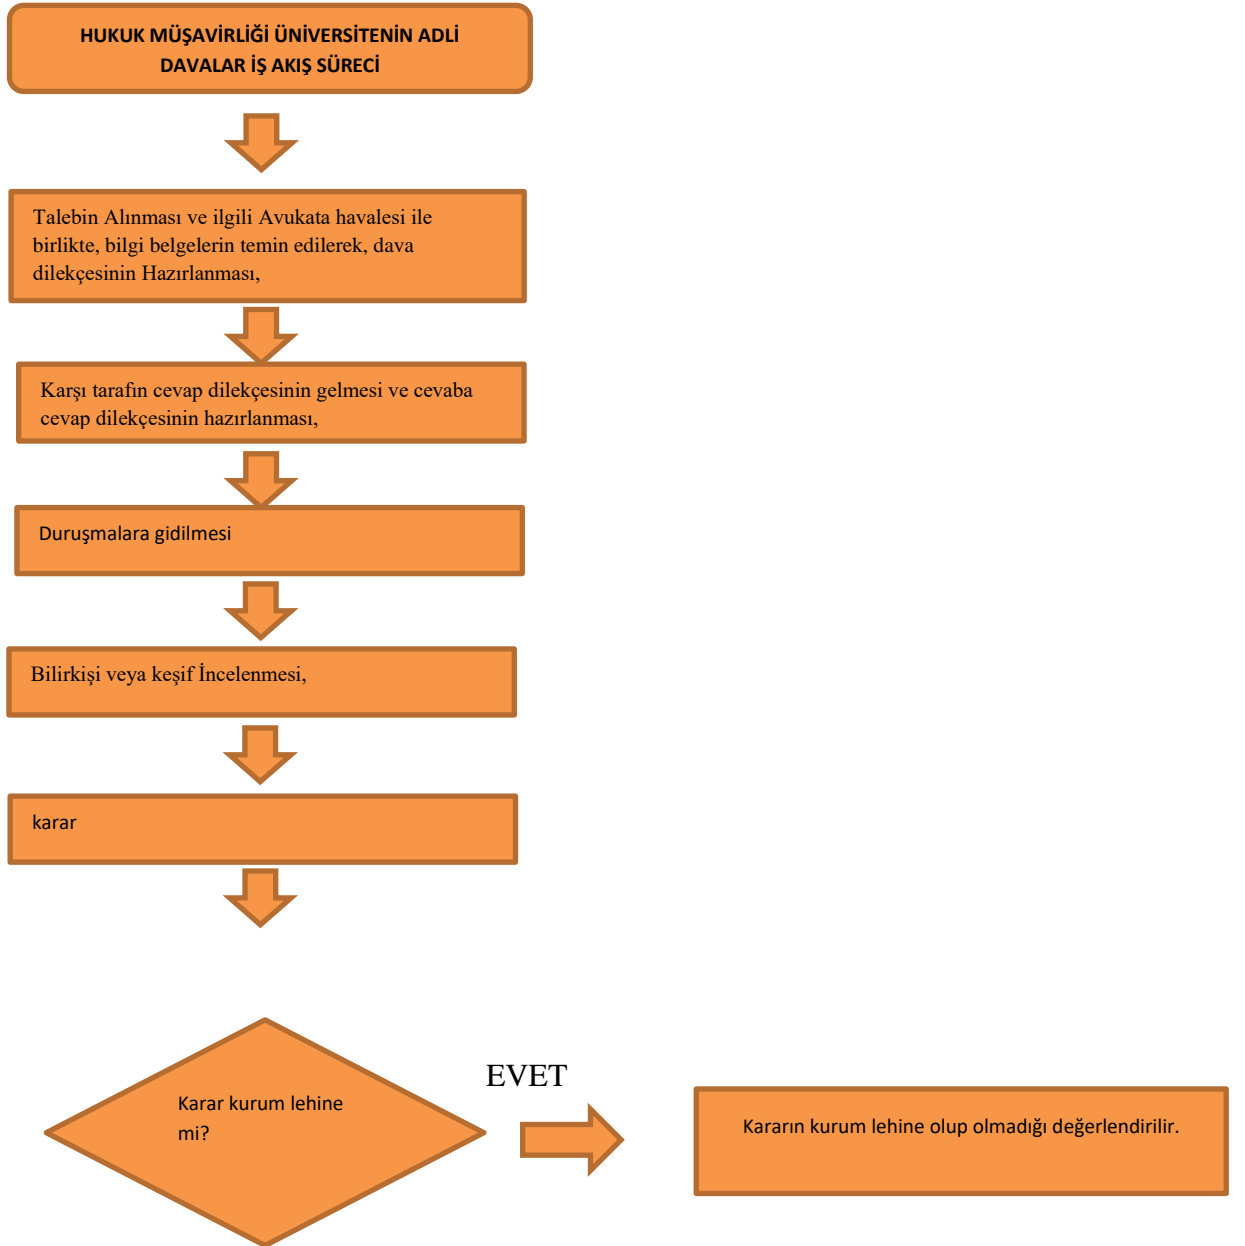 HUKUK MÜŞAVİRLİĞİ ÜNİVERSİTENİN ADLİ
DAVALAR İŞ AKIŞ SÜRECİ
Talebin Alınması ve ilgili Avukata havalesi ile
birlikte, bilgi belgelerin temin edilerek, dava
dilekçesinin Hazırlanması,
Karşı tarafın cevap dilekçesinin gelmesi ve cevaba
cevap dilekçesinin hazırlanması,
Duruşmalara gidilmesi
Bilirkişi veya keşif İncelenmesi,
karar
Karar kurum lehine
mi?
EVET
Kararın kurum lehine olup olmadığı değerlendirilir.